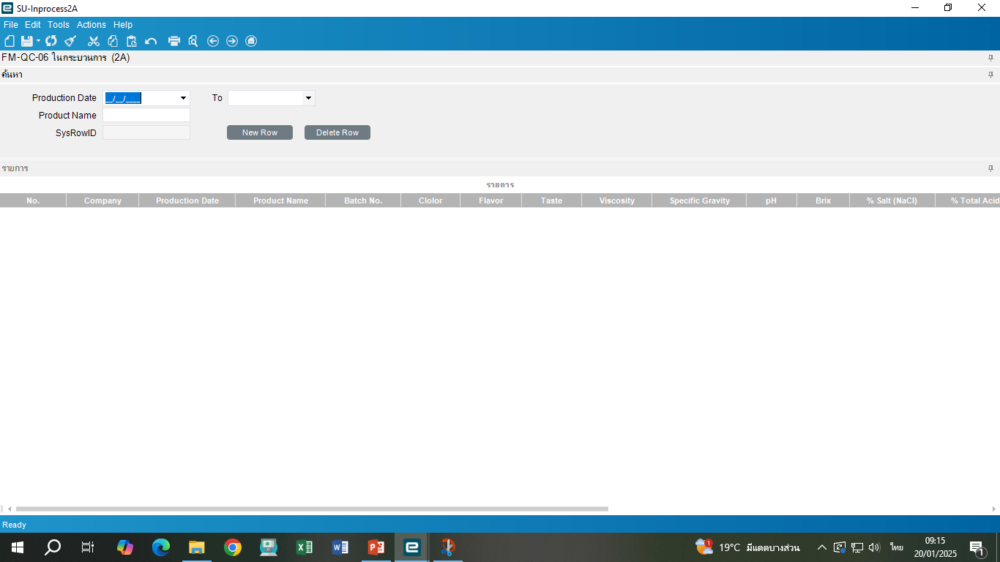 SU-Inprocess2A
File Edit Tools Actions Help
FM-QC-06 ในกระบวนการ (2A)
ค้นหา
Production Date __/__/____ To
Product Name
SysRowID New Row Delete Row
รายการ
รายการ
No. Company Production Date Product Name Batch No. Clolor Flavor Taste Viscosity Specific Gravity pH Brix % Salt (NaCl) % Total Acid
Ready
1 19°C มีแดดบางส่วน ไทย 09:15
20/01/2025 1